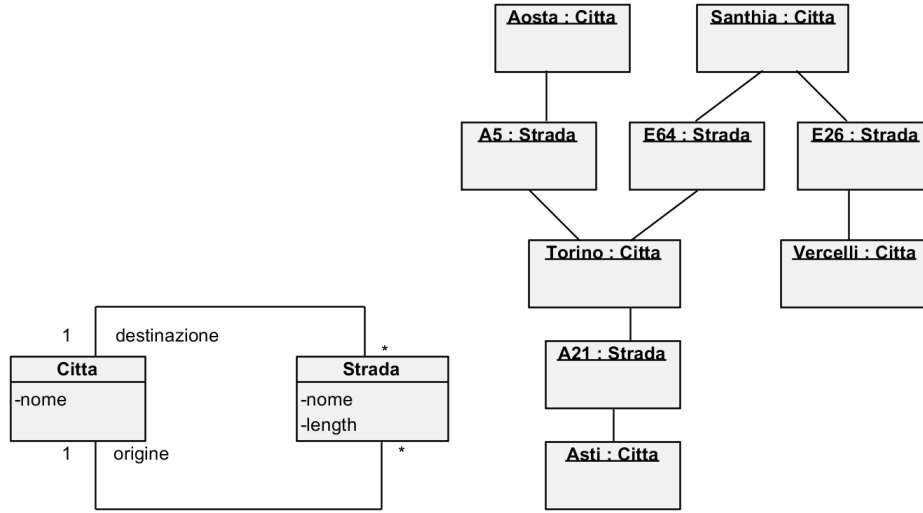 Aosta : Citta
Santhia : Citta
A5 : Strada
E64 : Strada
E26 : Strada
Torino : Citta
Vercelli : Citta
1
destinazione
*
A21 : Strada
Citta
-nome
Strada
-nome
-length
1
origine
*
Asti : Citta